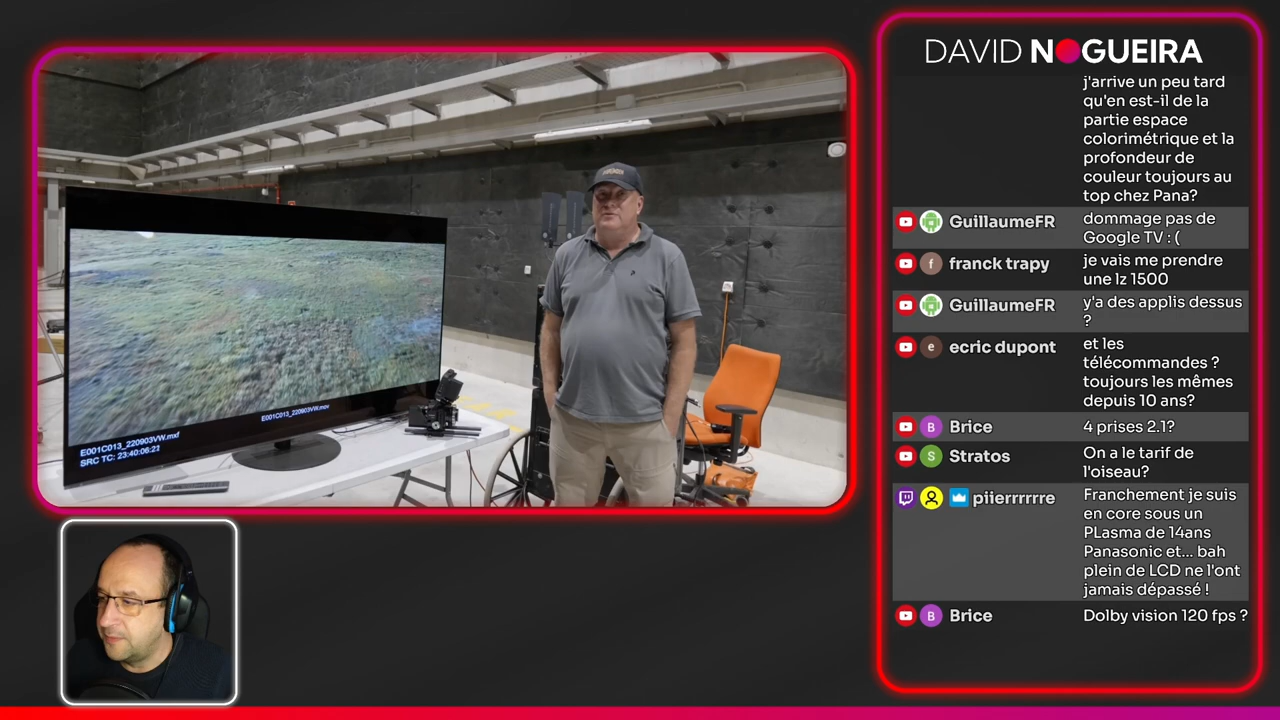 DAVID NOGUEIRA
j'arrive un peu tard
qu'en est-il de la
partie espace
colorimétrique et la
profondeur de
couleur toujours au
top chez Pana?
GuillaumeFR
dommage pas de
Google TV : (
f
franck trapy
je vais me prendre
une lz 1500
GuillaumeFR
y'a des applis dessus
?
e
ecric dupont
et les
télécommandes ?
toujours les mêmes
depuis 10 ans?
B
Brice
4 prises 2.1?
S
Stratos
On a le tarif de
l'oiseau?
piierrrrrre
Franchement je suis
en core sous un
PLasma de 14ans
Panasonic et... bah
plein de LCD ne l'ont
jamais dépassé !
B
Brice
Dolby vision 120 fps ?
E001C013_220903VW.mov
E001C013_220903VW.mxf
SRC TC: 23:40:06:21